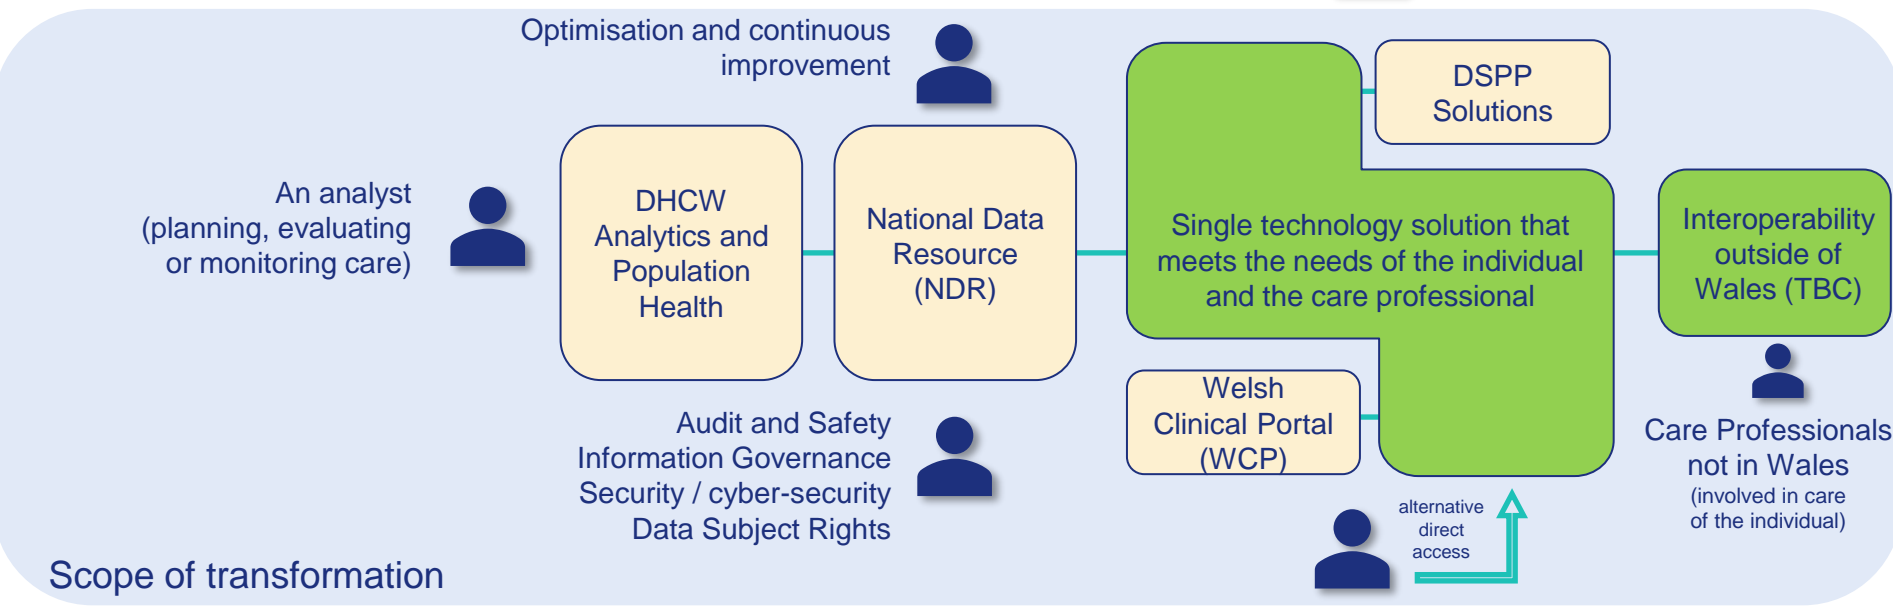 Optimisation and continuous
improvement
An analyst
(planning, evaluating
or monitoring care)
DHCW
Analytics and
Population
Health
National Data
Resource
(NDR)
Audit and Safety
Information Governance
Security / cyber-security
Data Subject Rights
Single technology solution that
meets the needs of the individual
and the care professional
DSPP
Solutions
Welsh
Clinical Portal
(WCP)
alternative
direct
access
Interoperability
outside of
Wales (TBC)
Care Professionals
not in Wales
(involved in care
of the individual)
Scope of transformation